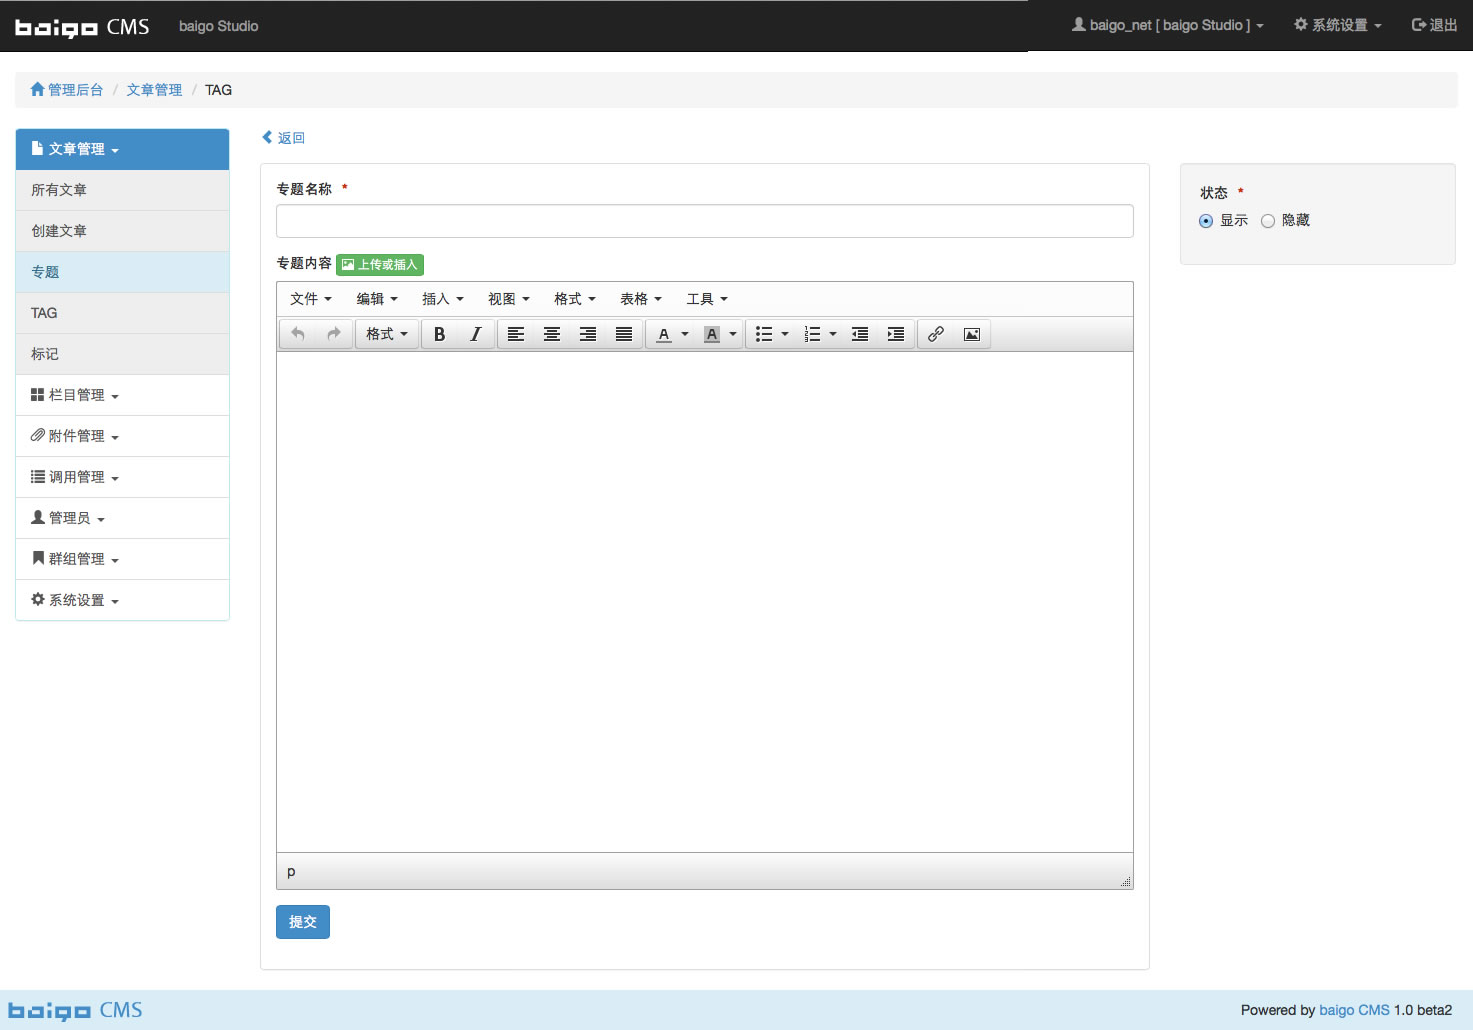 baigo CMS baigo Studio baigo_net [ baigo Studio ] 系统设置 退出
管理后台 / 文章管理 / TAG
文章管理
所有文章
创建文章
专题
TAG
标记
栏目管理
附件管理
调用管理
管理员
群组管理
系统设置
返回
专题名称 *
专题内容 上传或插入
文件 编辑 插入 视图 格式 表格 工具
格式 B I A A
p
提交
状态 *
显示 隐藏
baigo CMS Powered by baigo CMS 1.0 beta2